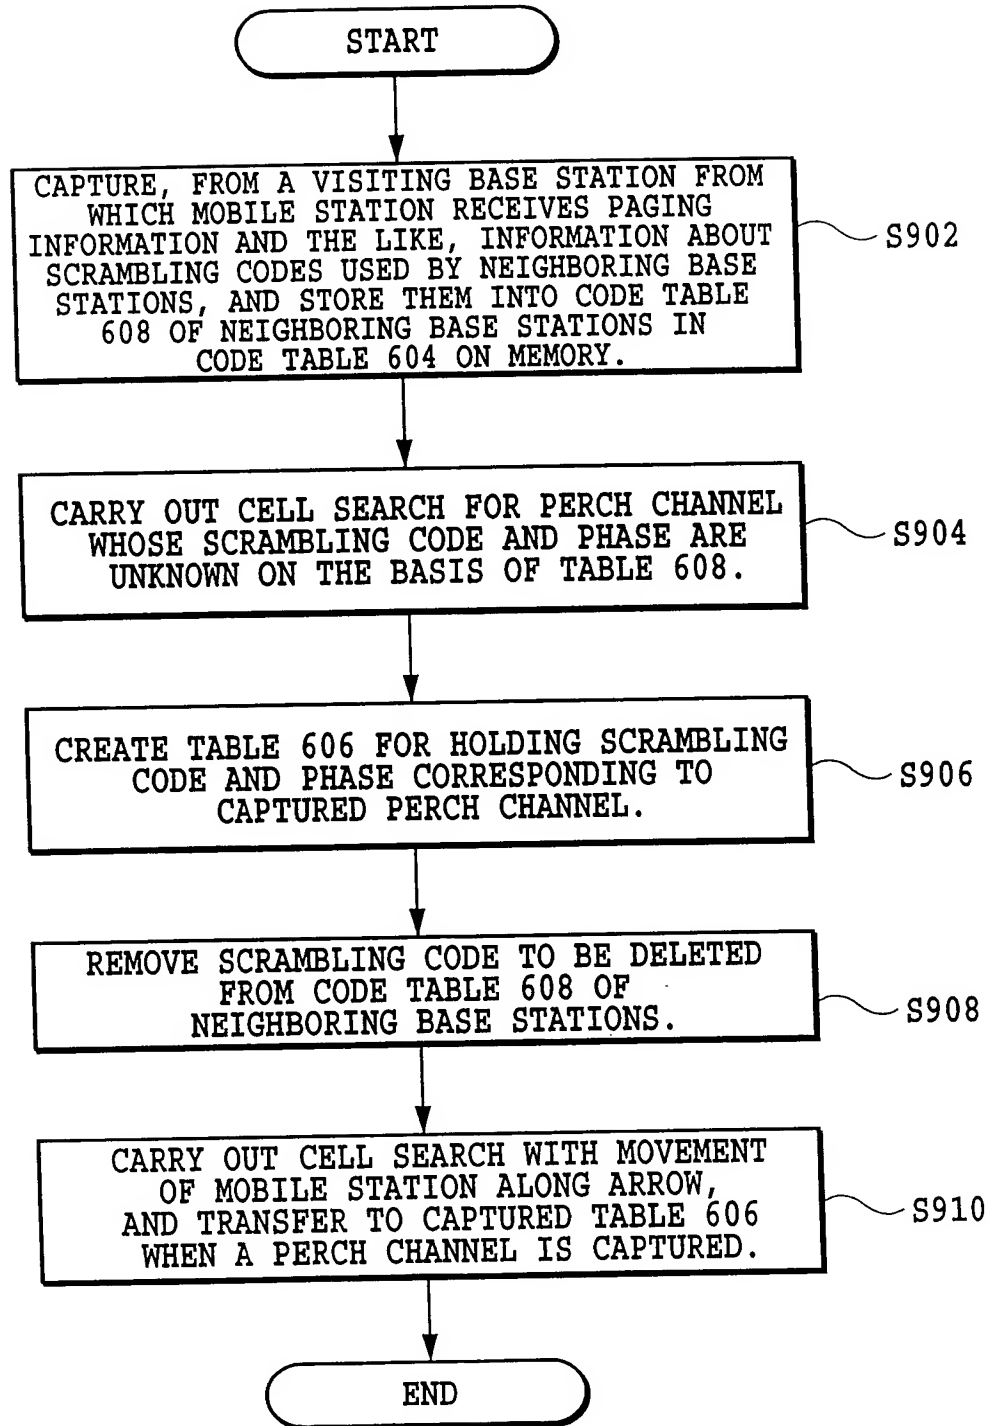 START
CAPTURE, FROM A VISITING BASE STATION FROM
WHICH MOBILE STATION RECEIVES PAGING
INFORMATION AND THE LIKE, INFORMATION ABOUT
SCRAMBLING CODES USED BY NEIGHBORING BASE
STATIONS, AND STORE THEM INTO CODE TABLE
608 OF NEIGHBORING BASE STATIONS IN
CODE TABLE 604 ON MEMORY.
S902
CARRY OUT CELL SEARCH FOR PERCH CHANNEL
WHOSE SCRAMBLING CODE AND PHASE ARE
UNKNOWN ON THE BASIS OF TABLE 608.
S904
CREATE TABLE 606 FOR HOLDING SCRAMBLING
CODE AND PHASE CORRESPONDING TO
CAPTURED PERCH CHANNEL.
S906
REMOVE SCRAMBLING CODE TO BE DELETED
FROM CODE TABLE 608 OF
NEIGHBORING BASE STATIONS.
S908
CARRY OUT CELL SEARCH WITH MOVEMENT
OF MOBILE STATION ALONG ARROW,
AND TRANSFER TO CAPTURED TABLE 606
WHEN A PERCH CHANNEL IS CAPTURED.
S910
END